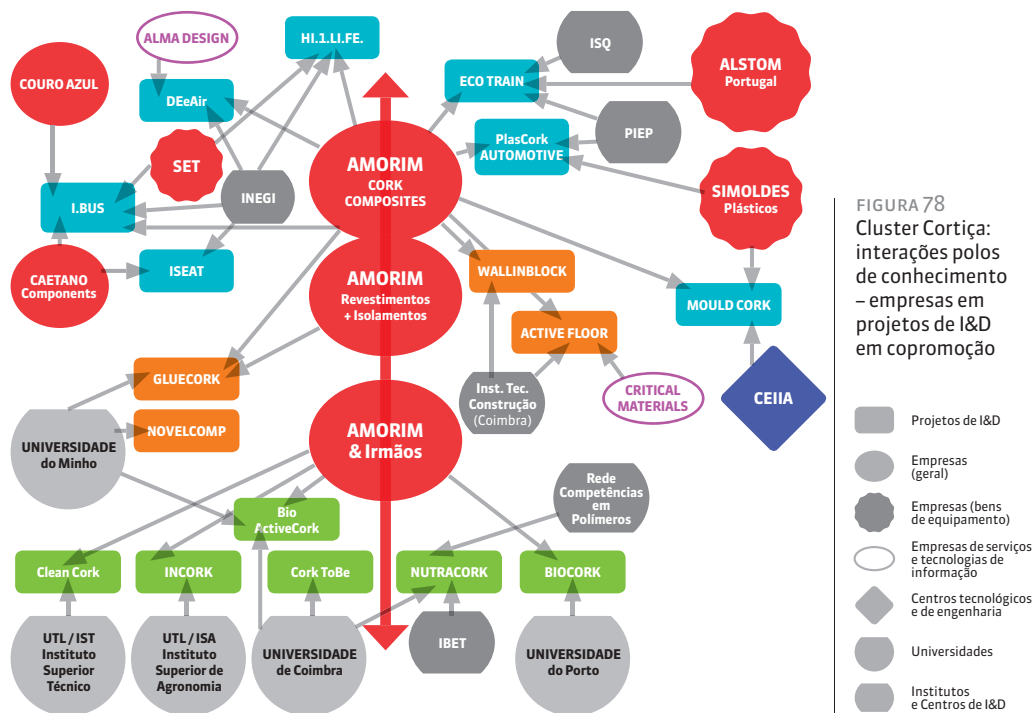 ALMA DESIGN
HI.1.LI.FE.
ISQ
ALSTOM
Portugal
COURO AZUL
DEeAir
ECO TRAIN
SET
AMORIM
CORK
COMPOSITES
PlasCork
AUTOMOTIVE
PIEP
SIMOLDES
Plásticos
I.BUS
INEGI
CAETANO
Components
ISEAT
AMORIM
Revestimentos
+ Isolamentos
WALLINBLOCK
MOULD CORK
ACTIVE FLOOR
GLUECORK
NOVELCOMP
UNIVERSIDADE
do Minho
Inst. Tec.
Construção
(Coimbra)
CRITICAL
MATERIALS
CEIIA
AMORIM
& Irmãos
Rede
Competências
em
Polímeros
Bio
ActiveCork
Clean Cork
INCORK
Cork ToBe
NUTRACORK
BIOCORK
UTL / IST
Instituto
Superior
Técnico
UTL / ISA
Instituto
Superior de
Agronomia
UNIVERSIDADE
de Coimbra
IBET
UNIVERSIDADE
do Porto
FIGURA 78
Cluster Cortiça:
interações polos
de conhecimento
– empresas em
projetos de I&D
em copromoção
Projetos de I&D
Empresas
(geral)
Empresas (bens
de equipamento)
Empresas de serviços
e tecnologias de
informação
Centros tecnológicos
e de engenharia
Universidades
Institutos
e Centros de I&D